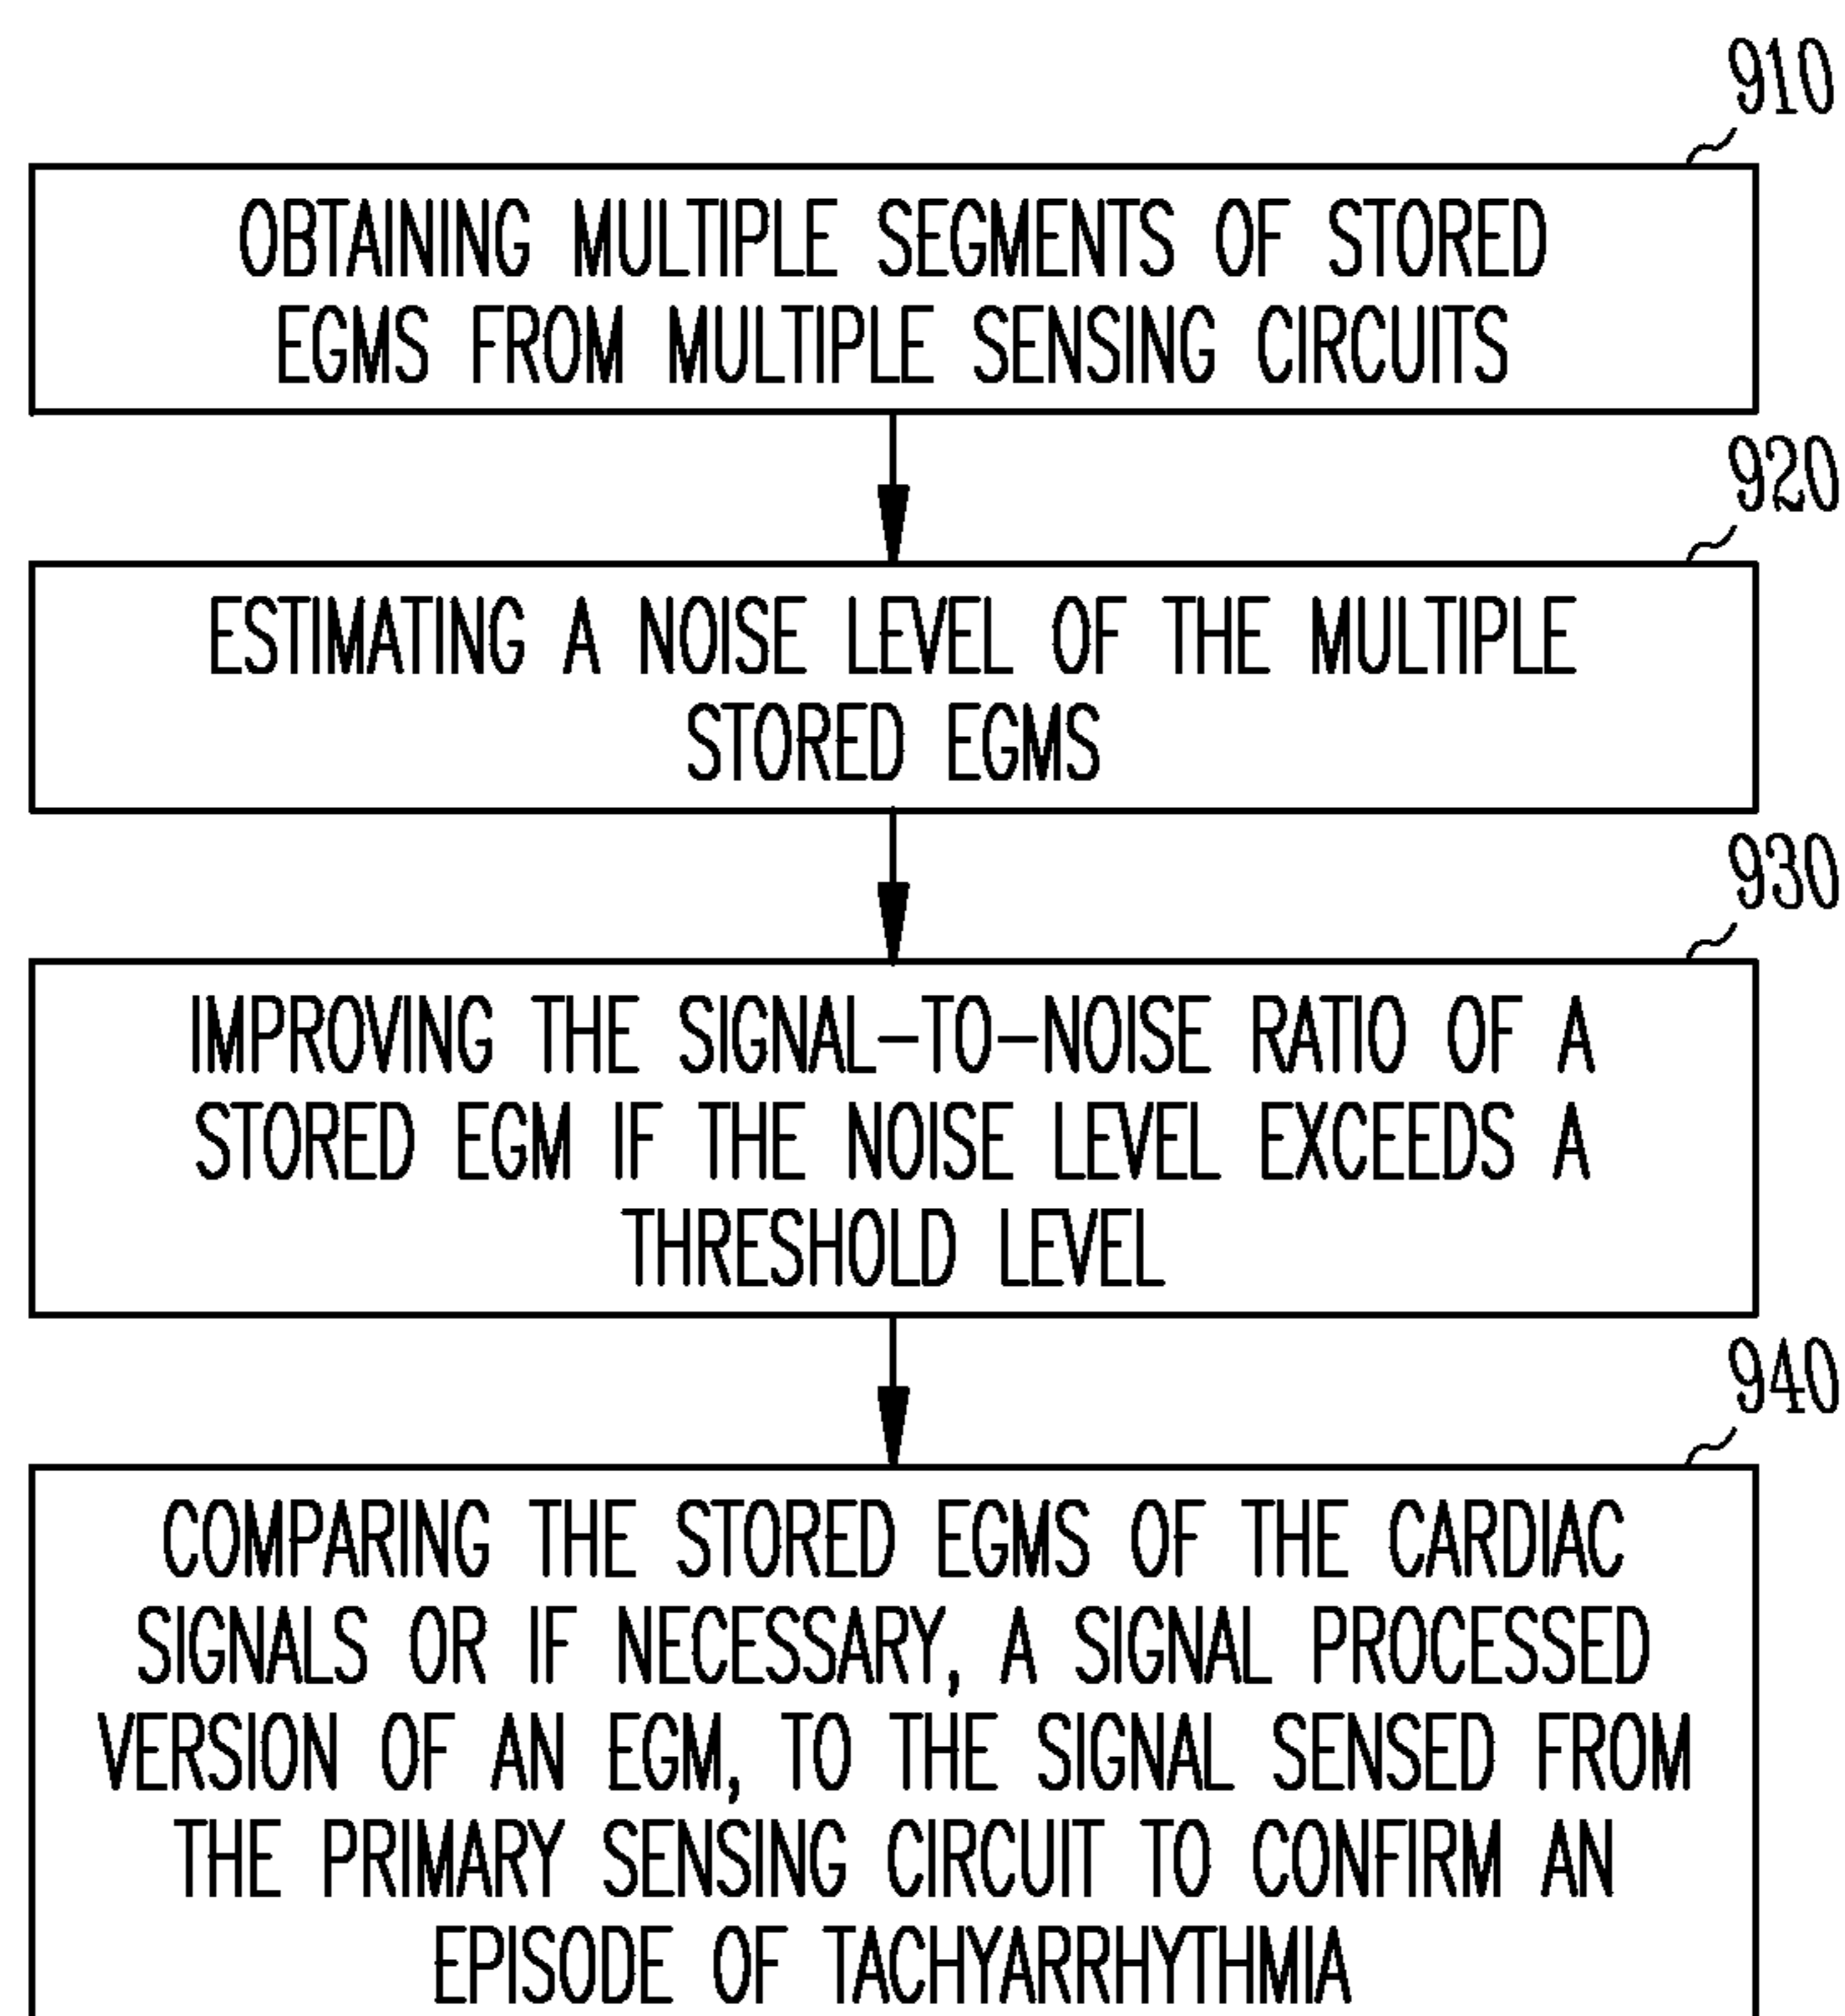 910
OBTAINING MULTIPLE SEGMENTS OF STORED
EGMS FROM MULTIPLE SENSING CIRCUITS
920
ESTIMATING A NOISE LEVEL OF THE MULTIPLE
STORED EGMS
930
IMPROVING THE SIGNAL-TO-NOISE RATIO OF A
STORED EGM IF THE NOISE LEVEL EXCEEDS A
THRESHOLD LEVEL
940
COMPARING THE STORED EGMS OF THE CARDIAC
SIGNALS OR IF NECESSARY, A SIGNAL PROCESSED
VERSION OF AN EGM, TO THE SIGNAL SENSED FROM
THE PRIMARY SENSING CIRCUIT TO CONFIRM AN
EPISODE OF TACHYARRHYTHMIA